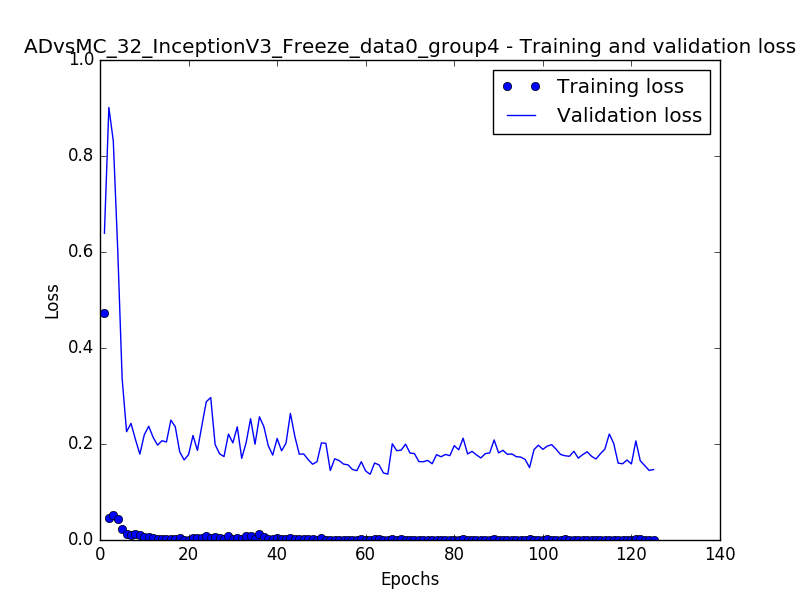 ADvsMC_32_InceptionV3_Freeze_data0_group4 - Training and validation loss
1.0
0.8
0.6
0.4
0.2
0.0
Loss
Training loss
Validation loss
0 20 40 60 80 100 120 140
Epochs